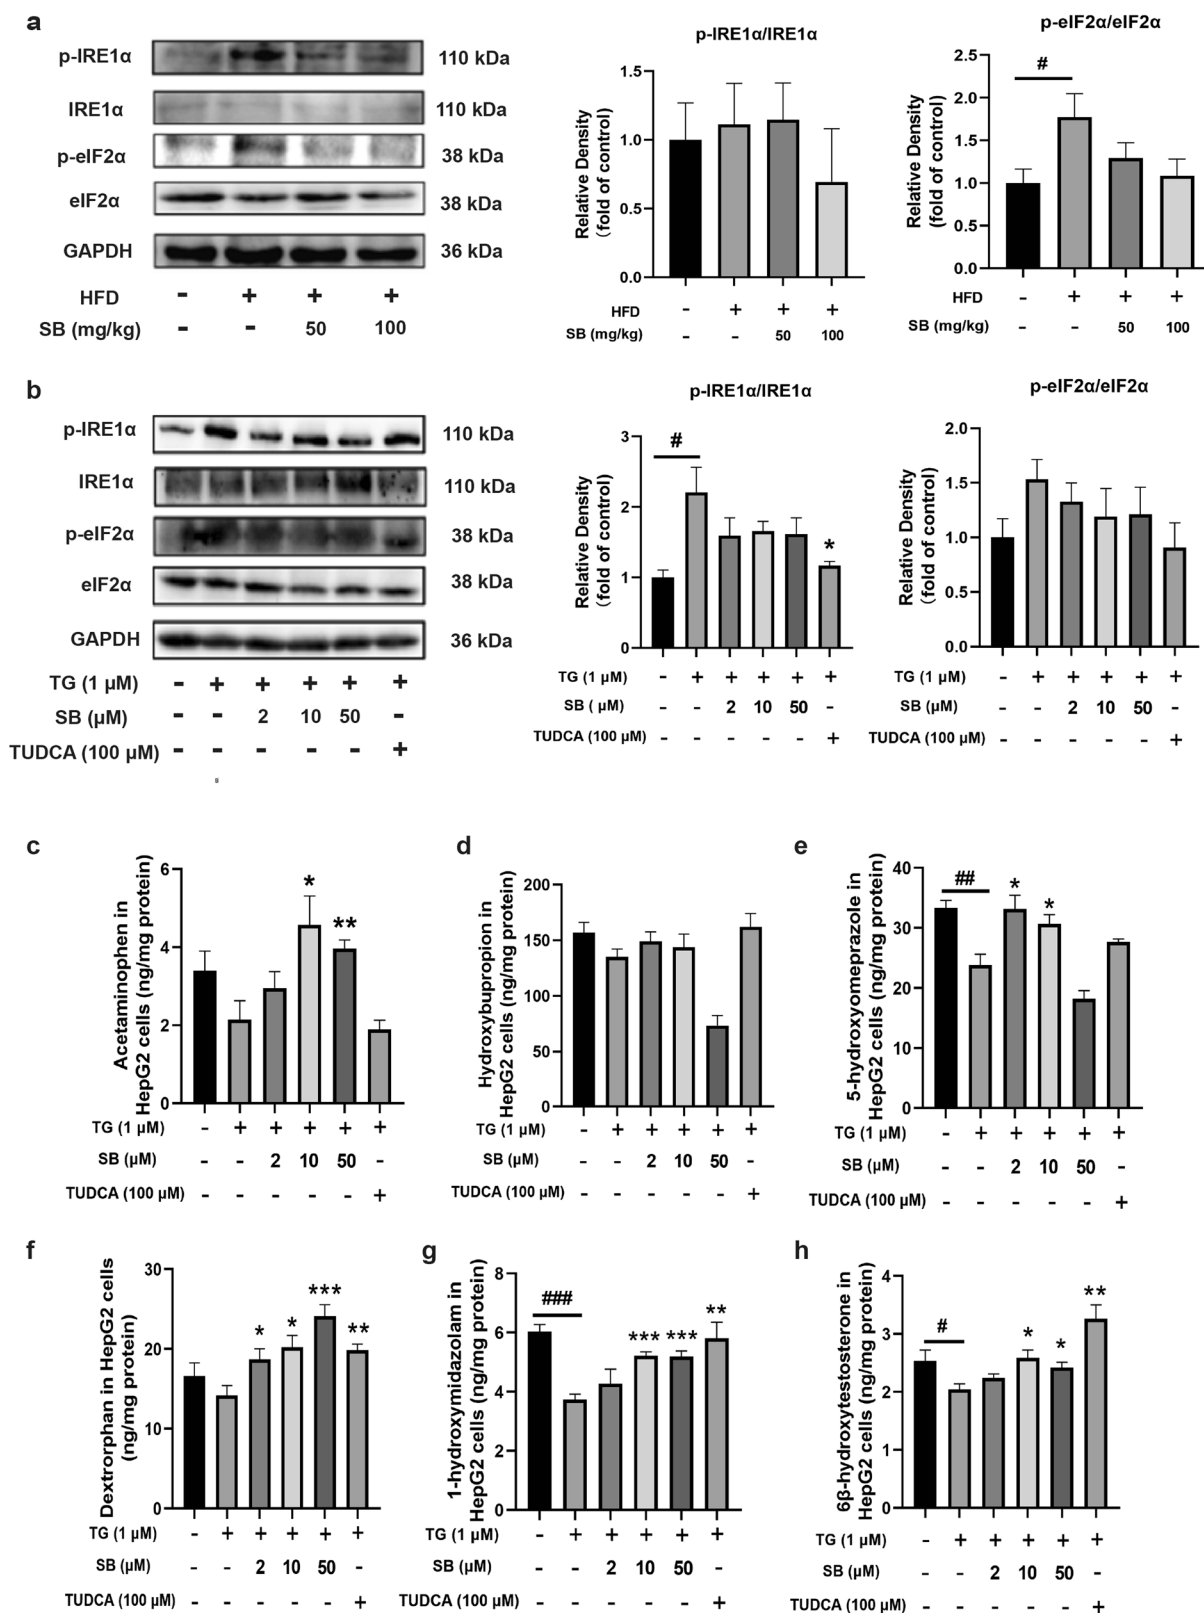 a
p-IRE1α 110 kDa
IRE1α 110 kDa
p-eIF2α 38 kDa
eIF2α 38 kDa
GAPDH 36 kDa
HFD - + + +
SB (mg/kg) - - 50 100
p-IRE1α/IRE1α
Relative Density
(fold of control)
1.5
1.0
0.5
0.0
HFD - + + +
SB (mg/kg) - - 50 100
p-eIF2α/eIF2α
Relative Density
(fold of control)
2.5
2.0
1.5
1.0
0.5
0.0
#
HFD - + + +
SB (mg/kg) - - 50 100
b
p-IRE1α 110 kDa
IRE1α 110 kDa
p-eIF2α 38 kDa
eIF2α 38 kDa
GAPDH 36 kDa
TG (1 μM) - + + + + +
SB (μM) - - 2 10 50 -
TUDCA (100 μM) - - - - - +
p-IRE1α/IRE1α
Relative Density
(fold of control)
3
2
1
0
#
*
TG (1 μM) - + + + + +
SB ( μM) - - 2 10 50 -
TUDCA (100 μM) - - - - - +
p-eIF2α/eIF2α
Relative Density
(fold of control)
2.0
1.5
1.0
0.5
0.0
TG (1 μM) - + + + + +
SB (μM) - - 2 10 50 -
TUDCA (100 μM) - - - - - +
c
Acetaminophen in
HepG2 cells (ng/mg protein)
6
4
2
0
*
**
TG (1 μM) - + + + + +
SB (μM) - - 2 10 50 -
TUDCA (100 μM) - - - - - +
d
Hydroxybupropion in
HepG2 cells (ng/mg protein)
200
150
100
50
0
TG (1 μM) - + + + + +
SB (μM) - - 2 10 50 -
TUDCA (100 μM) - - - - - +
e
5-hydroxyomeprazole in
HepG2 cells (ng/mg protein)
40
30
20
10
0
##
*
*
TG (1 μM) - + + + + +
SB (μM) - - 2 10 50 -
TUDCA (100 μM) - - - - - +
f
Dextrorphan in HepG2 cells
(ng/mg protein)
30
20
10
0
*
*
***
**
TG (1 μM) - + + + + +
SB (μM) - - 2 10 50 -
TUDCA (100 μM) - - - - - +
g
1-hydroxymidazolam in
HepG2 cells (ng/mg protein)
8
6
4
2
0
###
***
***
**
TG (1 μM) - + + + + +
SB (μM) - - 2 10 50 -
TUDCA (100 μM) - - - - - +
h
6β-hydroxytestosterone in
HepG2 cells (ng/mg protein)
4
3
2
1
0
#
*
*
**
TG (1 μM) - + + + + +
SB (μM) - - 2 10 50 -
TUDCA (100 μM) - - - - - +